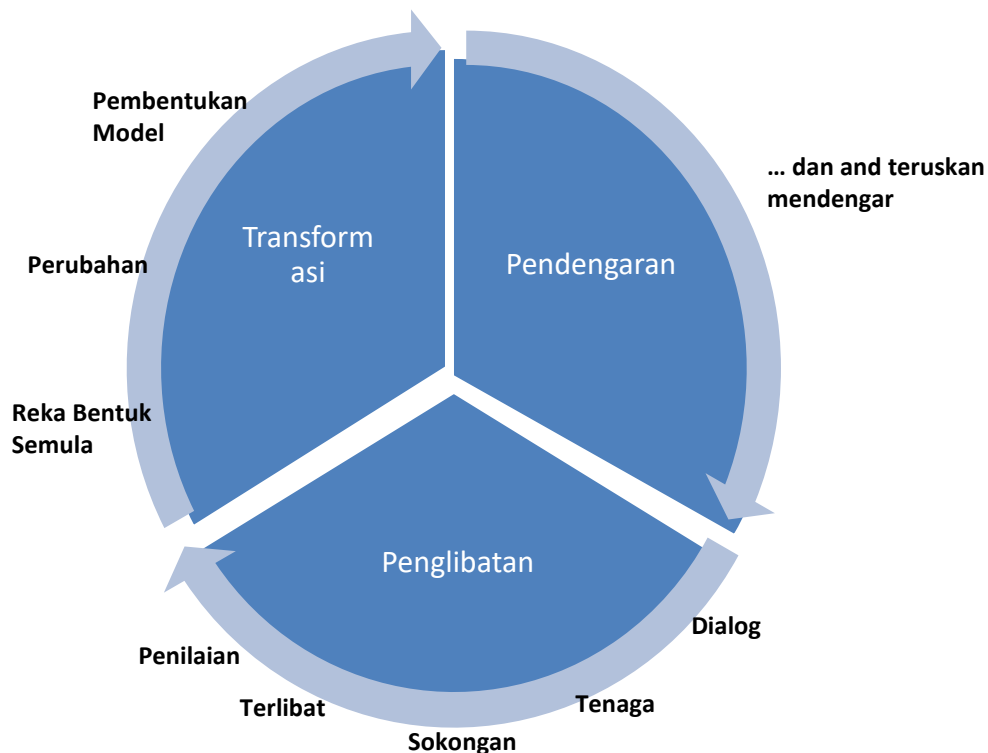 Pembentukan
Model
... dan and teruskan
mendengar
Transform
asi
Pendengaran
Perubahan
Reka Bentuk
Semula
Penglibatan
Dialog
Penilaian
Terlibat
Tenaga
Sokongan